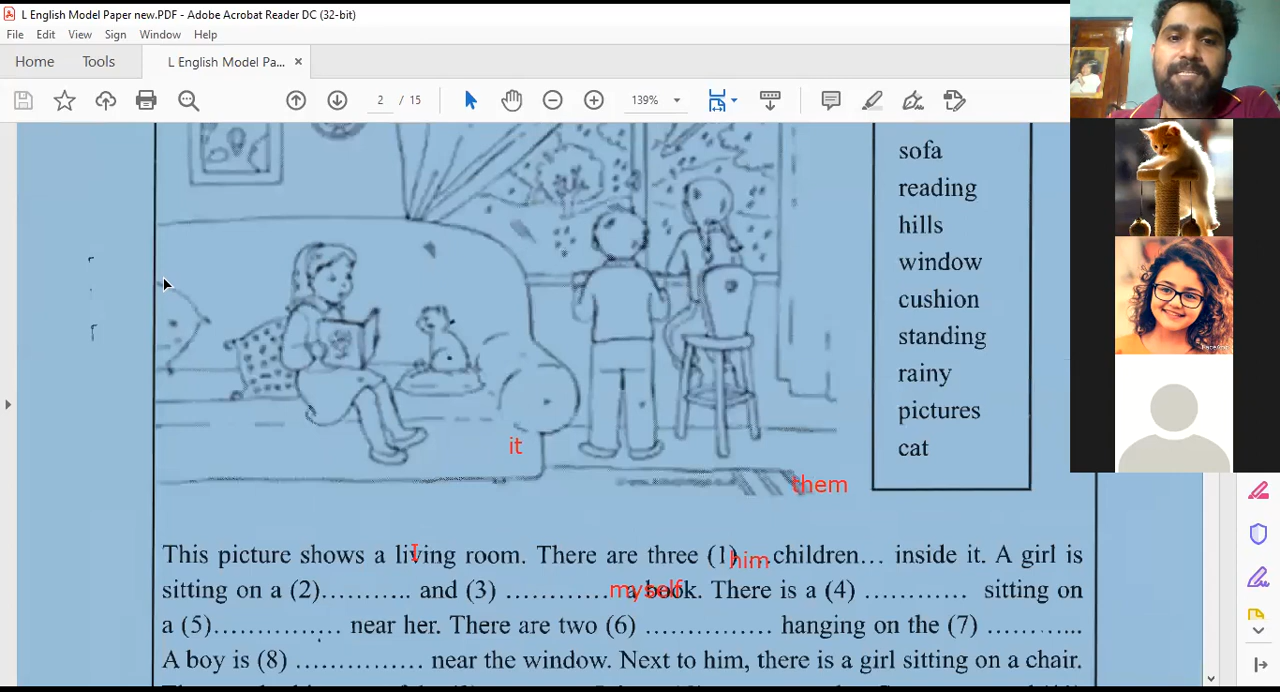 L English Model Paper new.PDF - Adobe Acrobat Reader DC (32-bit)
File Edit View Sign Window Help
Home Tools L English Model Pa... ×
2 / 15 139%
sofa
reading
hills
window
cushion
standing
rainy
pictures
cat
it
them
This picture shows a living room. There are three (1)...children... inside it. A girl is
I
him
sitting on a (2).......... and (3) ............ a book. There is a (4) ............ sitting on
myself
a (5)............... near her. There are two (6) ............... hanging on the (7) ...........
A boy is (8) ............... near the window. Next to him, there is a girl sitting on a chair.